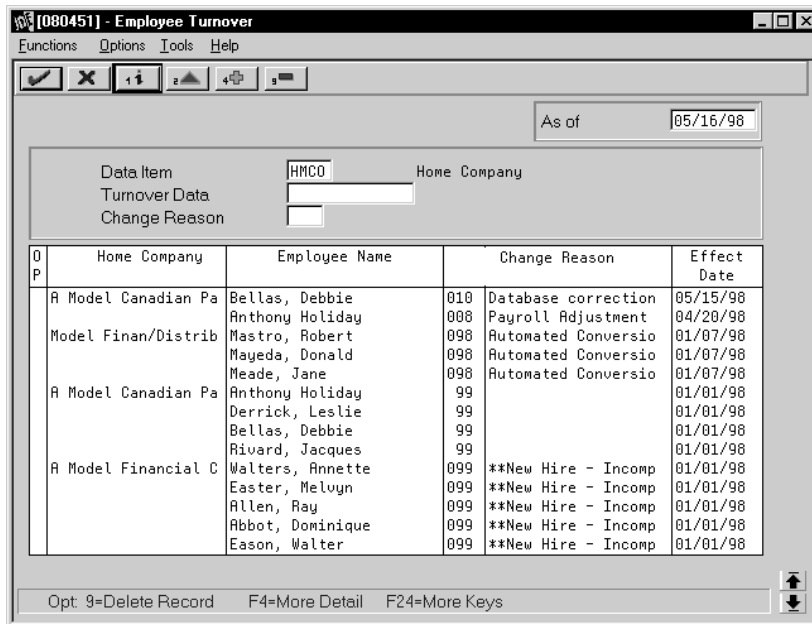 [080451] - Employee Turnover
Functions Options Tools Help
1 i 2 4 9
As of 05/16/98
Data Item HMCO Home Company
Turnover Data
Change Reason
O P Home Company Employee Name Change Reason Effect Date
A Model Canadian Pa Bellas, Debbie 010 Database correction 05/15/98
Anthony Holiday 008 Payroll Adjustment 04/20/98
Model Finan/Distrib Mastro, Robert 098 Automated Conversio 01/07/98
Mayeda, Donald 098 Automated Conversio 01/07/98
Meade, Jane 098 Automated Conversio 01/07/98
A Model Canadian Pa Anthony Holiday 99 01/01/98
Derrick, Leslie 99 01/01/98
Bellas, Debbie 99 01/01/98
Rivard, Jacques 99 01/01/98
A Model Financial C Walters, Annette 099 **New Hire - Incomp 01/01/98
Easter, Melvyn 099 **New Hire - Incomp 01/01/98
Allen, Ray 099 **New Hire - Incomp 01/01/98
Abbot, Dominique 099 **New Hire - Incomp 01/01/98
Eason, Walter 099 **New Hire - Incomp 01/01/98
Opt: 9=Delete Record F4=More Detail F24=More Keys